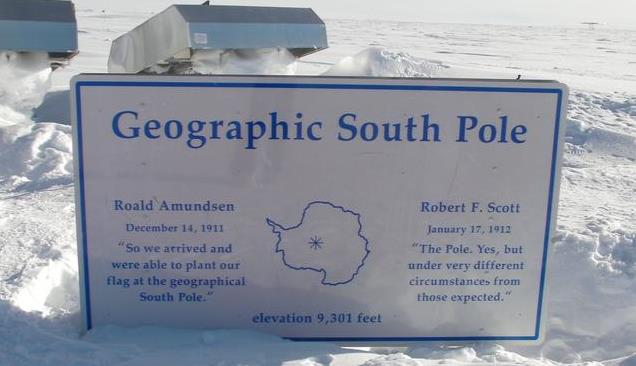 Geographic South Pole
Roald Amundsen
December 14, 1911
"So we arrived and
were able to plant our
flag at the geographical
South Pole."
Robert F. Scott
January 17, 1912
"The Pole. Yes, but
under very different
circumstances from
those expected."
elevation 9,301 feet